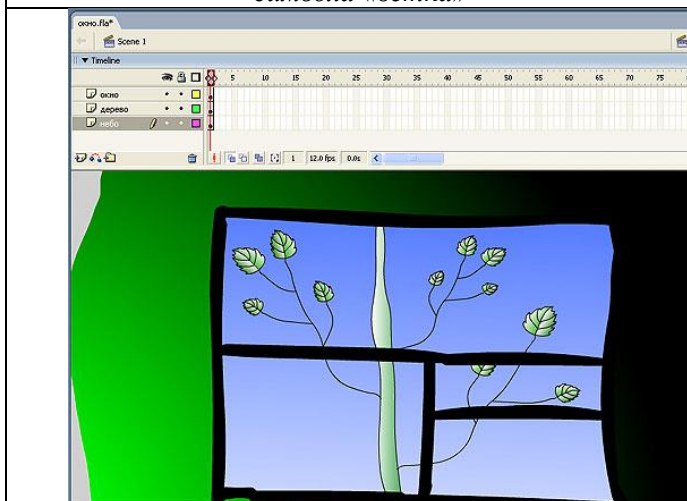 окно.fla*
Scene 1
▼ Timeline
5 10 15 20 25 30 35 40 45 50 55 60 65 70 75
окно
дерево
небо
1 12.0 fps 0.0s